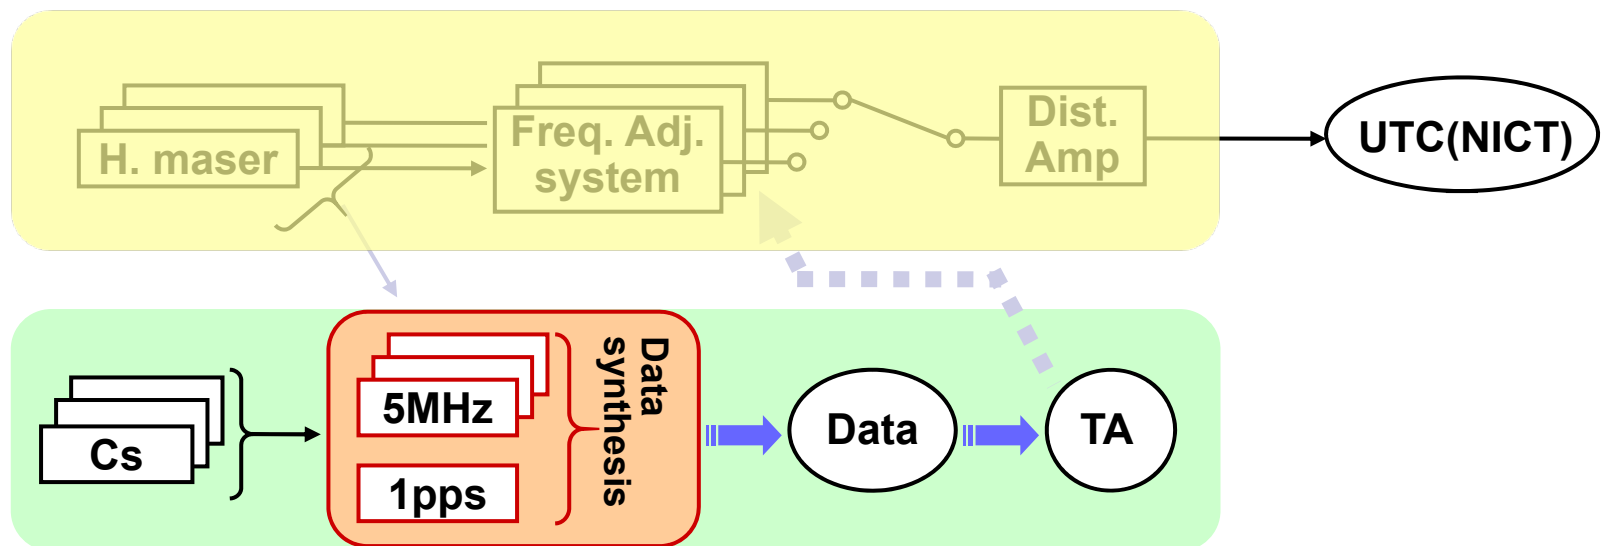 H. maser
Freq. Adj.
system
Dist.
Amp
UTC(NICT)
Cs
5MHz
1pps
Data
synthesis
Data
TA